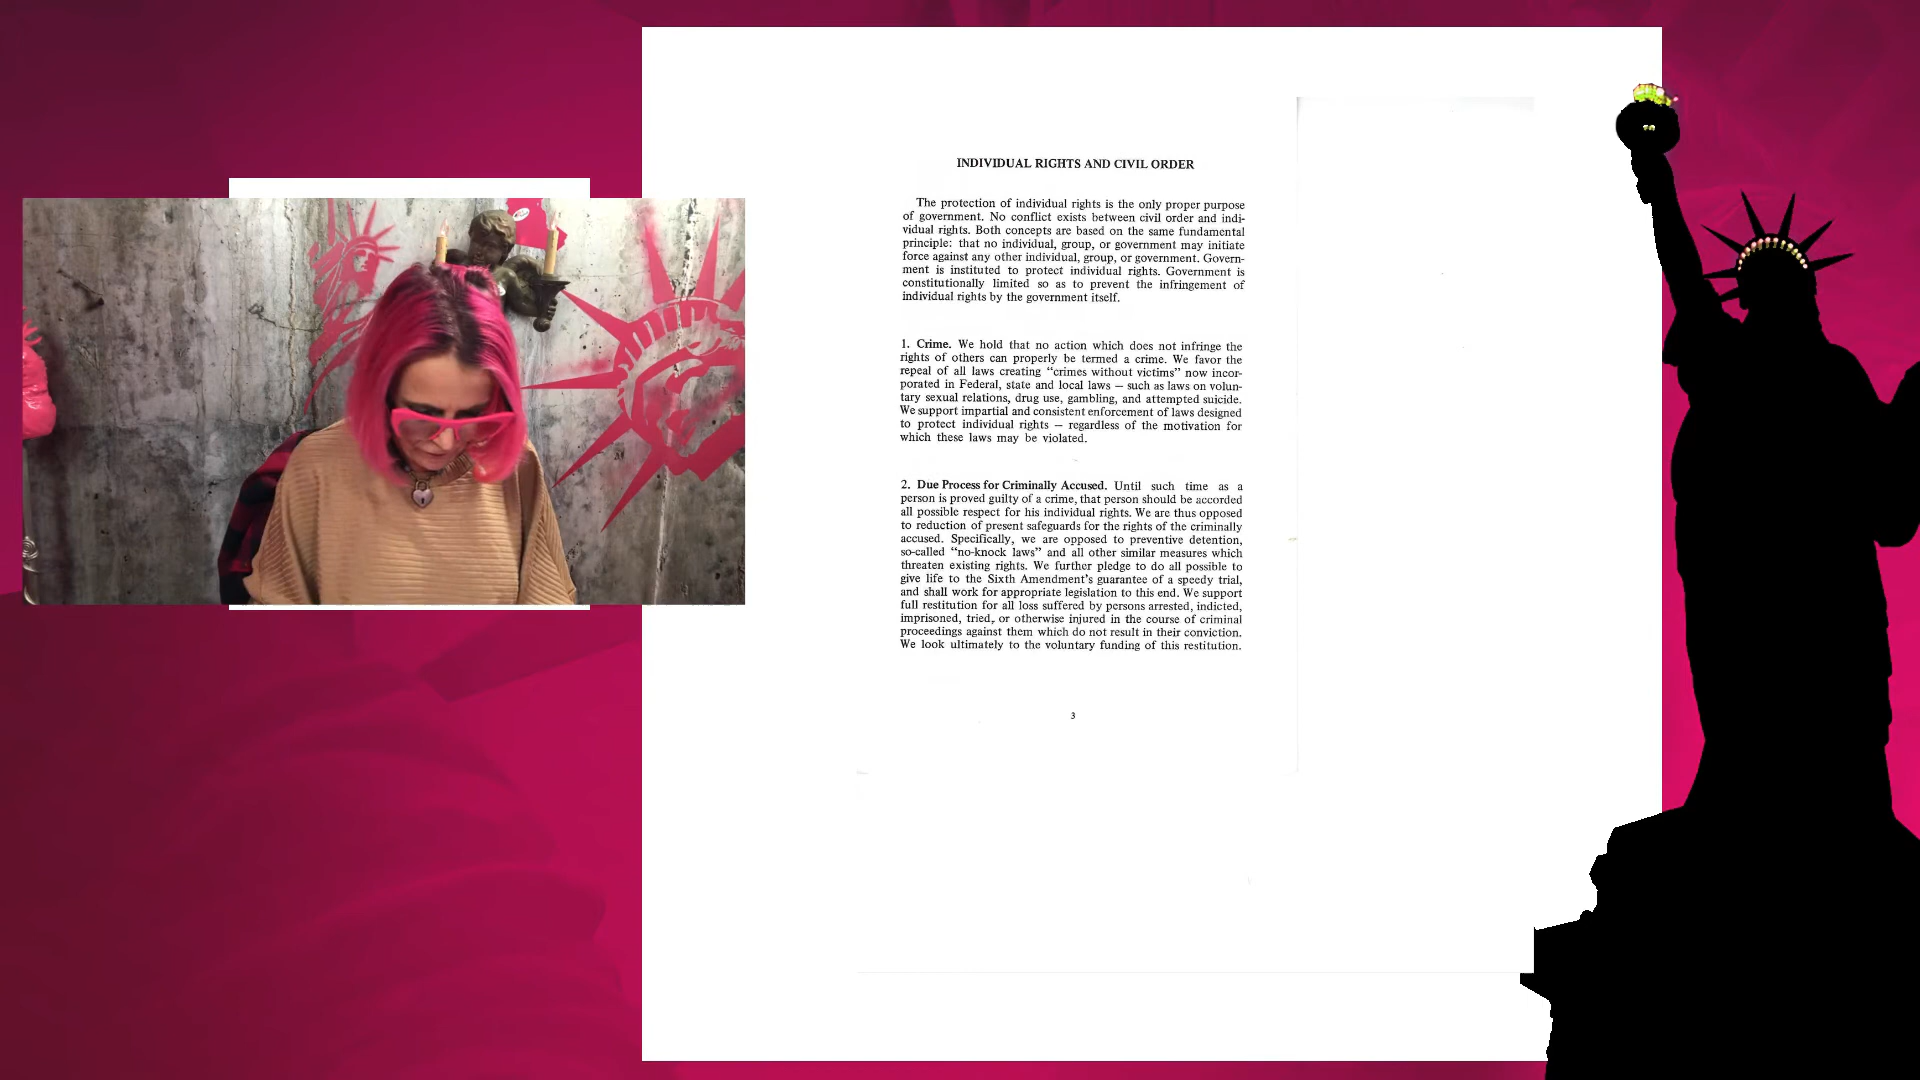 INDIVIDUAL RIGHTS AND CIVIL ORDER
The protection of individual rights is the only proper purpose
of government. No conflict exists between civil order and indi-
vidual rights. Both concepts are based on the same fundamental
principle: that no individual, group, or government may initiate
force against any other individual, group, or government. Govern-
ment is instituted to protect individual rights. Government is
constitutionally limited so as to prevent the infringement of
individual rights by the government itself.
1. Crime. We hold that no action which does not infringe the
rights of others can properly be termed a crime. We favor the
repeal of all laws creating “crimes without victims” now incor-
porated in Federal, state and local laws — such as laws on volun-
tary sexual relations, drug use, gambling, and attempted suicide.
We support impartial and consistent enforcement of laws designed
to protect individual rights — regardless of the motivation for
which these laws may be violated.
2. Due Process for Criminally Accused. Until such time as a
person is proved guilty of a crime, that person should be accorded
all possible respect for his individual rights. We are thus opposed
to reduction of present safeguards for the rights of the criminally
accused. Specifically, we are opposed to preventive detention,
so-called “no-knock laws” and all other similar measures which
threaten existing rights. We further pledge to do all possible to
give life to the Sixth Amendment’s guarantee of a speedy trial,
and shall work for appropriate legislation to this end. We support
full restitution for all loss suffered by persons arrested, indicted,
imprisoned, tried, or otherwise injured in the course of criminal
proceedings against them which do not result in their conviction.
We look ultimately to the voluntary funding of this restitution.
3